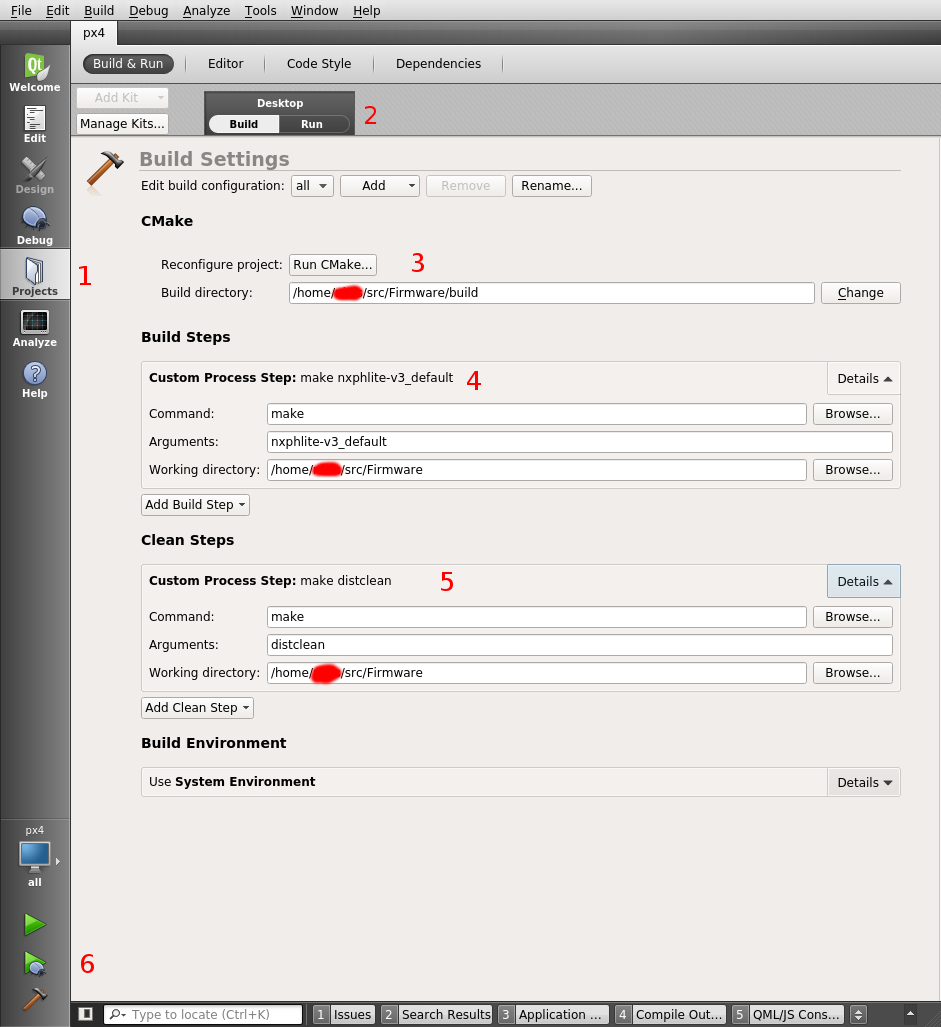 File Edit Build Debug Analyze Tools Window Help
px4
Welcome
Edit
Design
Debug
Projects
Analyze
Help
1
Build & Run Editor Code Style Dependencies
Add Kit
Manage Kits...
Desktop
Build Run
2
Build Settings
Edit build configuration: all Add Remove Rename...
CMake
Reconfigure project: Run CMake... 3
Build directory: /home/ /src/Firmware/build Change
Build Steps
Custom Process Step: make nxphlite-v3_default 4 Details
Command: make Browse...
Arguments: nxphlite-v3_default
Working directory: /home/ /src/Firmware Browse...
Add Build Step
Clean Steps
Custom Process Step: make distclean 5 Details
Command: make Browse...
Arguments: distclean
Working directory: /home/ /src/Firmware Browse...
Add Clean Step
Build Environment
Use System Environment Details
px4
all
6
Type to locate (Ctrl+K) 1 Issues 2 Search Results 3 Application ... 4 Compile Out... 5 QML/JS Cons...